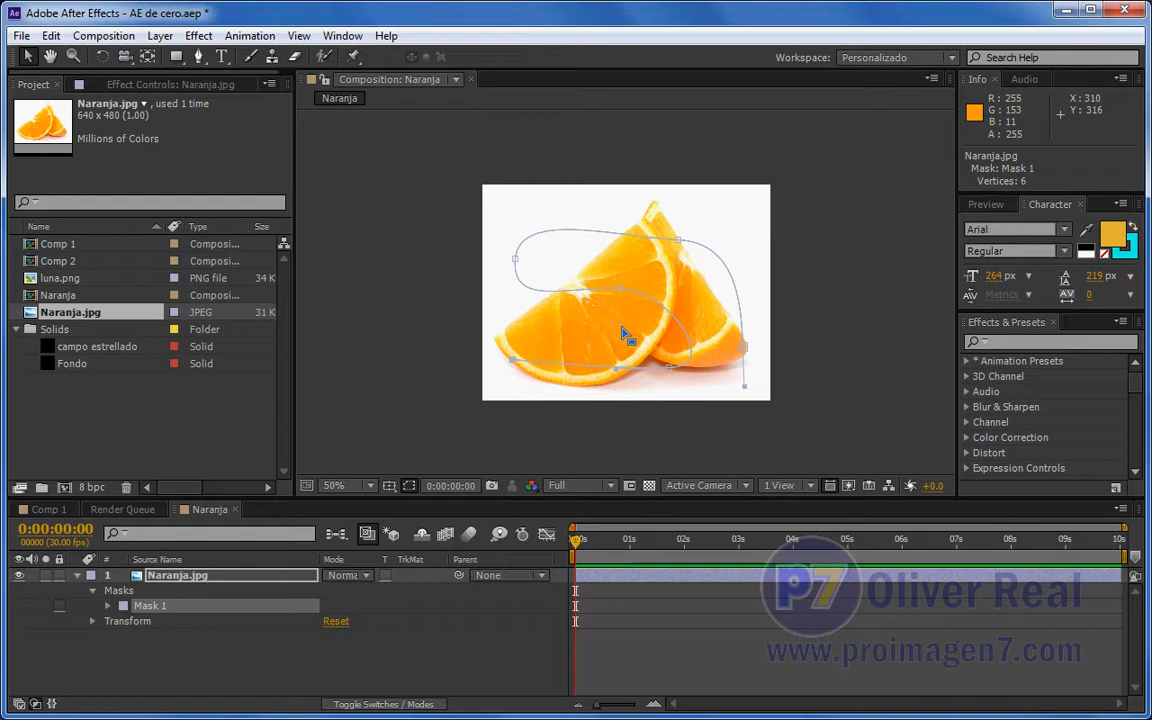 Adobe After Effects - AE de cero.aep *
File Edit Composition Layer Effect Animation View Window Help
Workspace: Personalizado Search Help
Project Effect Controls: Naranja.jpg
Naranja.jpg , used 1 time
640 x 480 (1.00)
Millions of Colors
Name Type Size
Comp 1 Composi...
Comp 2 Composi...
luna.png PNG file 34 K
Naranja Composi...
Naranja.jpg JPEG 31 K
Solids Folder
campo estrellado Solid
Fondo Solid
8 bpc
Composition: Naranja
Naranja
50% 0:00:00:00 Full Active Camera 1 View +0.0
Info Audio
R: 255 X: 310
G: 153 Y: 316
B: 11
A: 255
Naranja.jpg
Mask: Mask 1
Vertices: 6
Preview Character
Arial
Regular
264 px 219 px
Metrics 0
Effects & Presets
* Animation Presets
3D Channel
Audio
Blur & Sharpen
Channel
Color Correction
Distort
Expression Controls
Comp 1 Render Queue Naranja
0:00:00:00
00000 (30.00 fps)
# Source Name Mode T TrkMat Parent
1 Naranja.jpg Norma None
Masks
Mask 1
Transform Reset
Toggle Switches / Modes
00s 01s 02s 03s 04s 05s 06s 07s 08s 09s 10s
P7 Oliver Real
www.proimagen7.com